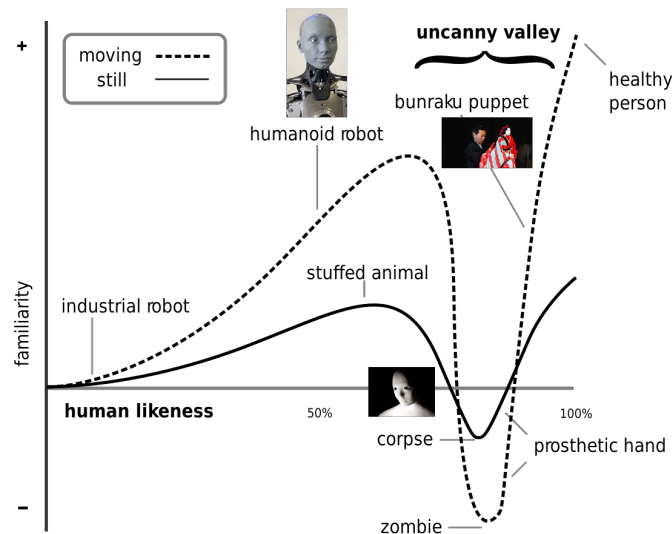 +
moving
still
uncanny valley
bunraku puppet
healthy
person
humanoid robot
stuffed animal
industrial robot
familiarity
human likeness
50%
100%
corpse
prosthetic hand
–
zombie